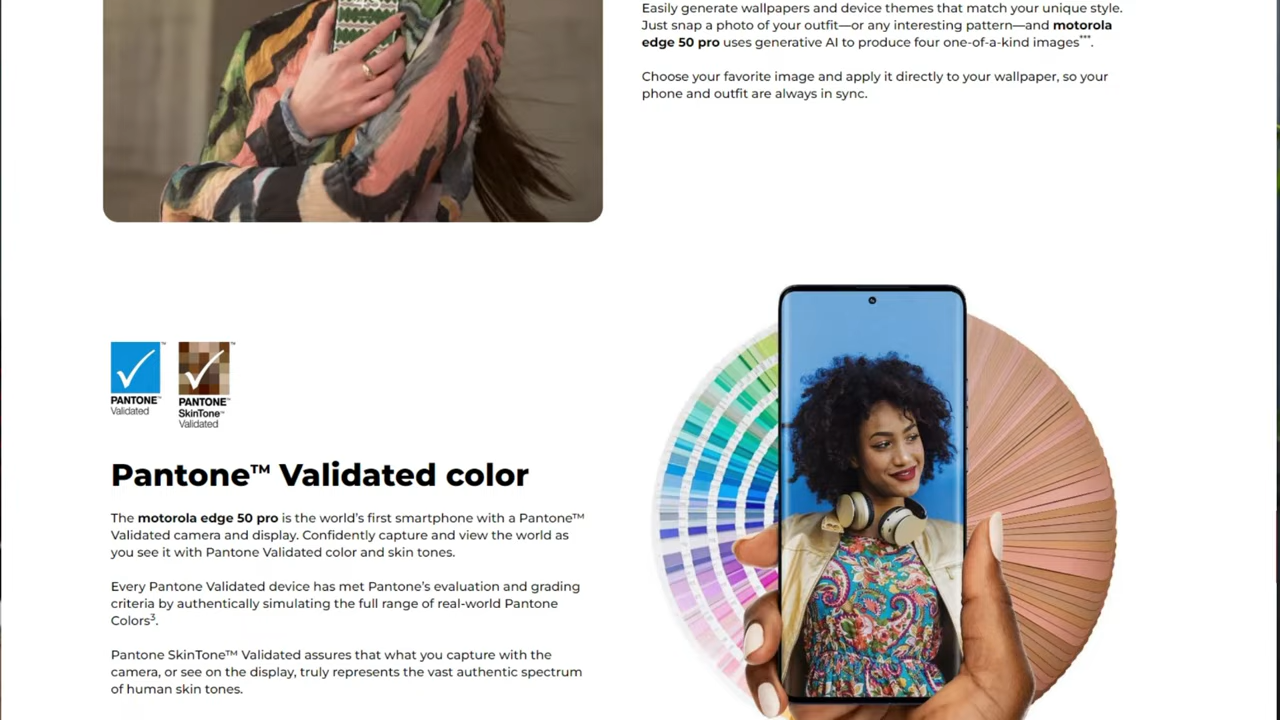 Easily generate wallpapers and device themes that match your unique style.
Just snap a photo of your outfit—or any interesting pattern—and motorola
edge 50 pro uses generative AI to produce four one-of-a-kind images***.
Choose your favorite image and apply it directly to your wallpaper, so your
phone and outfit are always in sync.
PANTONE™
Validated
PANTONE™
SkinTone™
Validated
Pantone™ Validated color
The motorola edge 50 pro is the world’s first smartphone with a Pantone™
Validated camera and display. Confidently capture and view the world as
you see it with Pantone Validated color and skin tones.
Every Pantone Validated device has met Pantone’s evaluation and grading
criteria by authentically simulating the full range of real-world Pantone
Colors³.
Pantone SkinTone™ Validated assures that what you capture with the
camera, or see on the display, truly represents the vast authentic spectrum
of human skin tones.